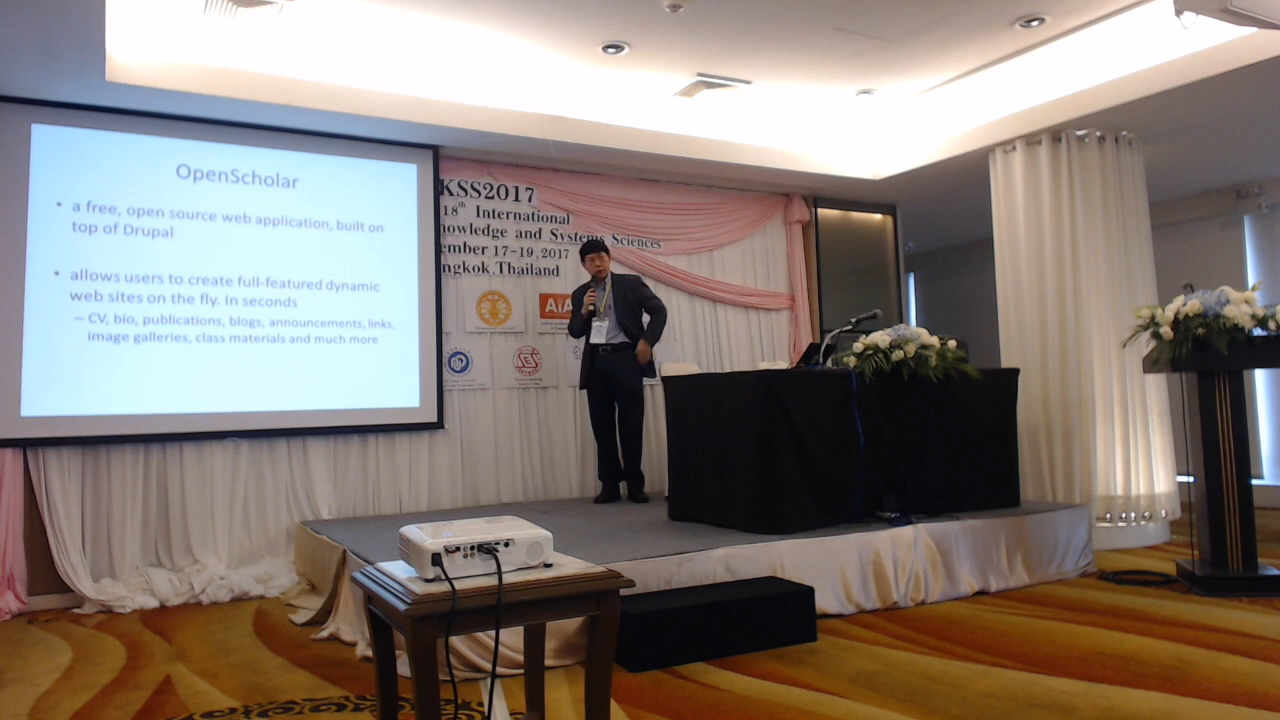 OpenScholar
• a free, open source web application, built on
top of Drupal
• allows users to create full-featured dynamic
web sites on the fly. In seconds
– CV, bio, publications, blogs, announcements, links,
image galleries, class materials and much more
KSS2017
18th International
nowledge and Systems Sciences
ember 17-19, 2017
ngkok, Thailand